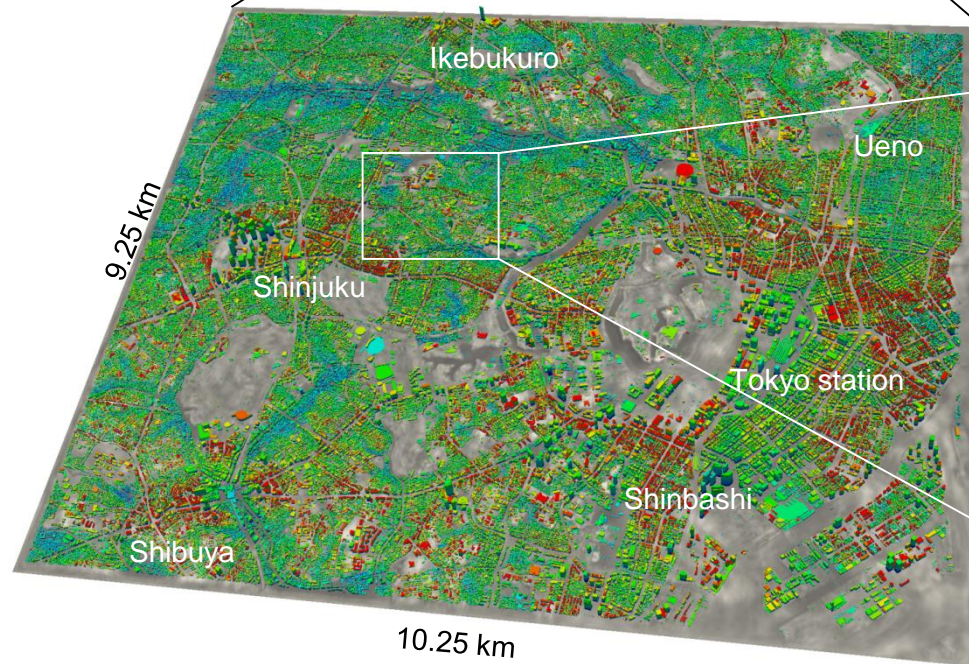 Ikebukuro
Ueno
9.25 km
Shinjuku
Tokyo station
Shinbashi
Shibuya
10.25 km